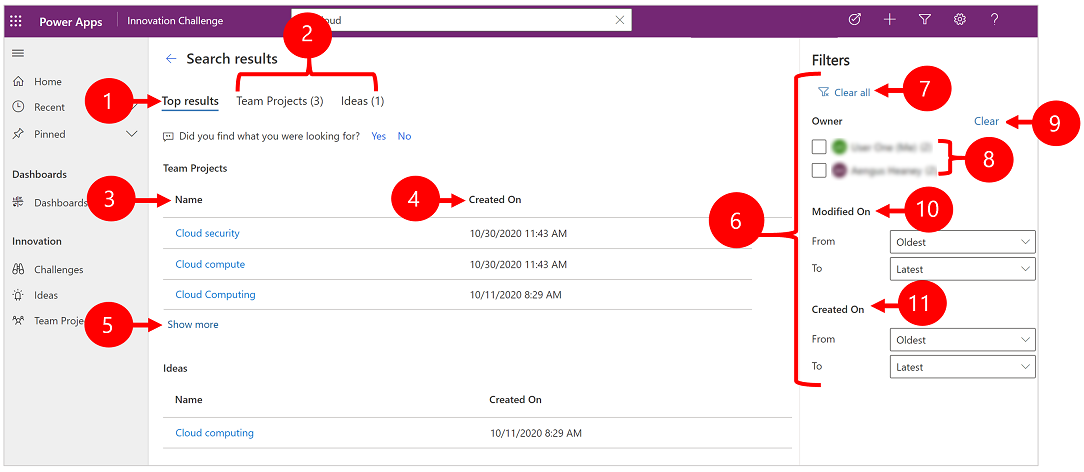 Power Apps Innovation Challenge oud
2
Search results
Filters
Home
Recent
Pinned
1
Top results Team Projects (3) Ideas (1)
Clear all 7
Owner Clear 9
Did you find what you were looking for? Yes No
8
Dashboards
Dashboards
Team Projects
3 Name 4 Created On
Cloud security 10/30/2020 11:43 AM
Cloud compute 10/30/2020 11:43 AM
Cloud Computing 10/11/2020 8:29 AM
5 Show more
6
Modified On 10
From Oldest
To Latest
Created On 11
From Oldest
To Latest
Innovation
Challenges
Ideas
Team Proje
Ideas
Name Created On
Cloud computing 10/11/2020 8:29 AM